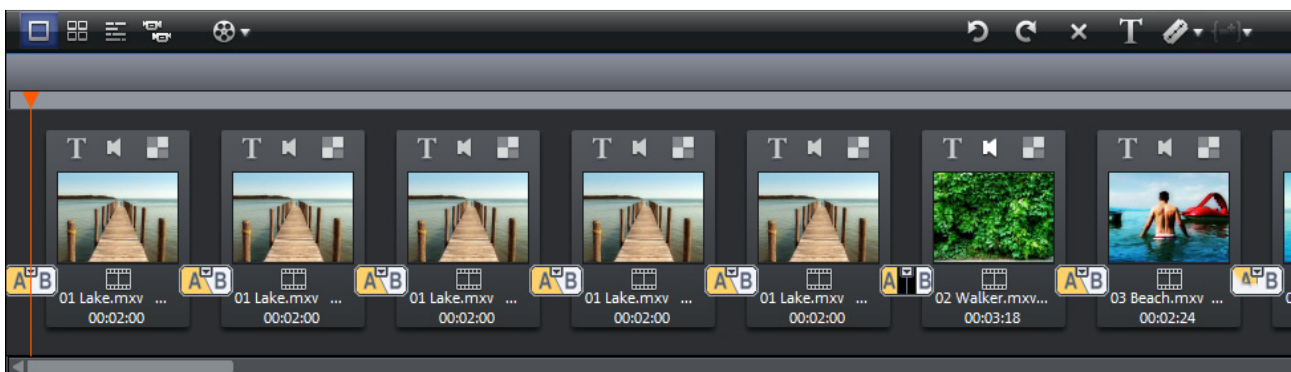 T
T T T T T T T
A B A B A B A B A B A B A B A B
01 Lake.mxv ... 01 Lake.mxv ... 01 Lake.mxv ... 01 Lake.mxv ... 01 Lake.mxv ... 02 Walker.mxv... 03 Beach.mxv ...
00:02:00 00:02:00 00:02:00 00:02:00 00:02:00 00:03:18 00:02:24